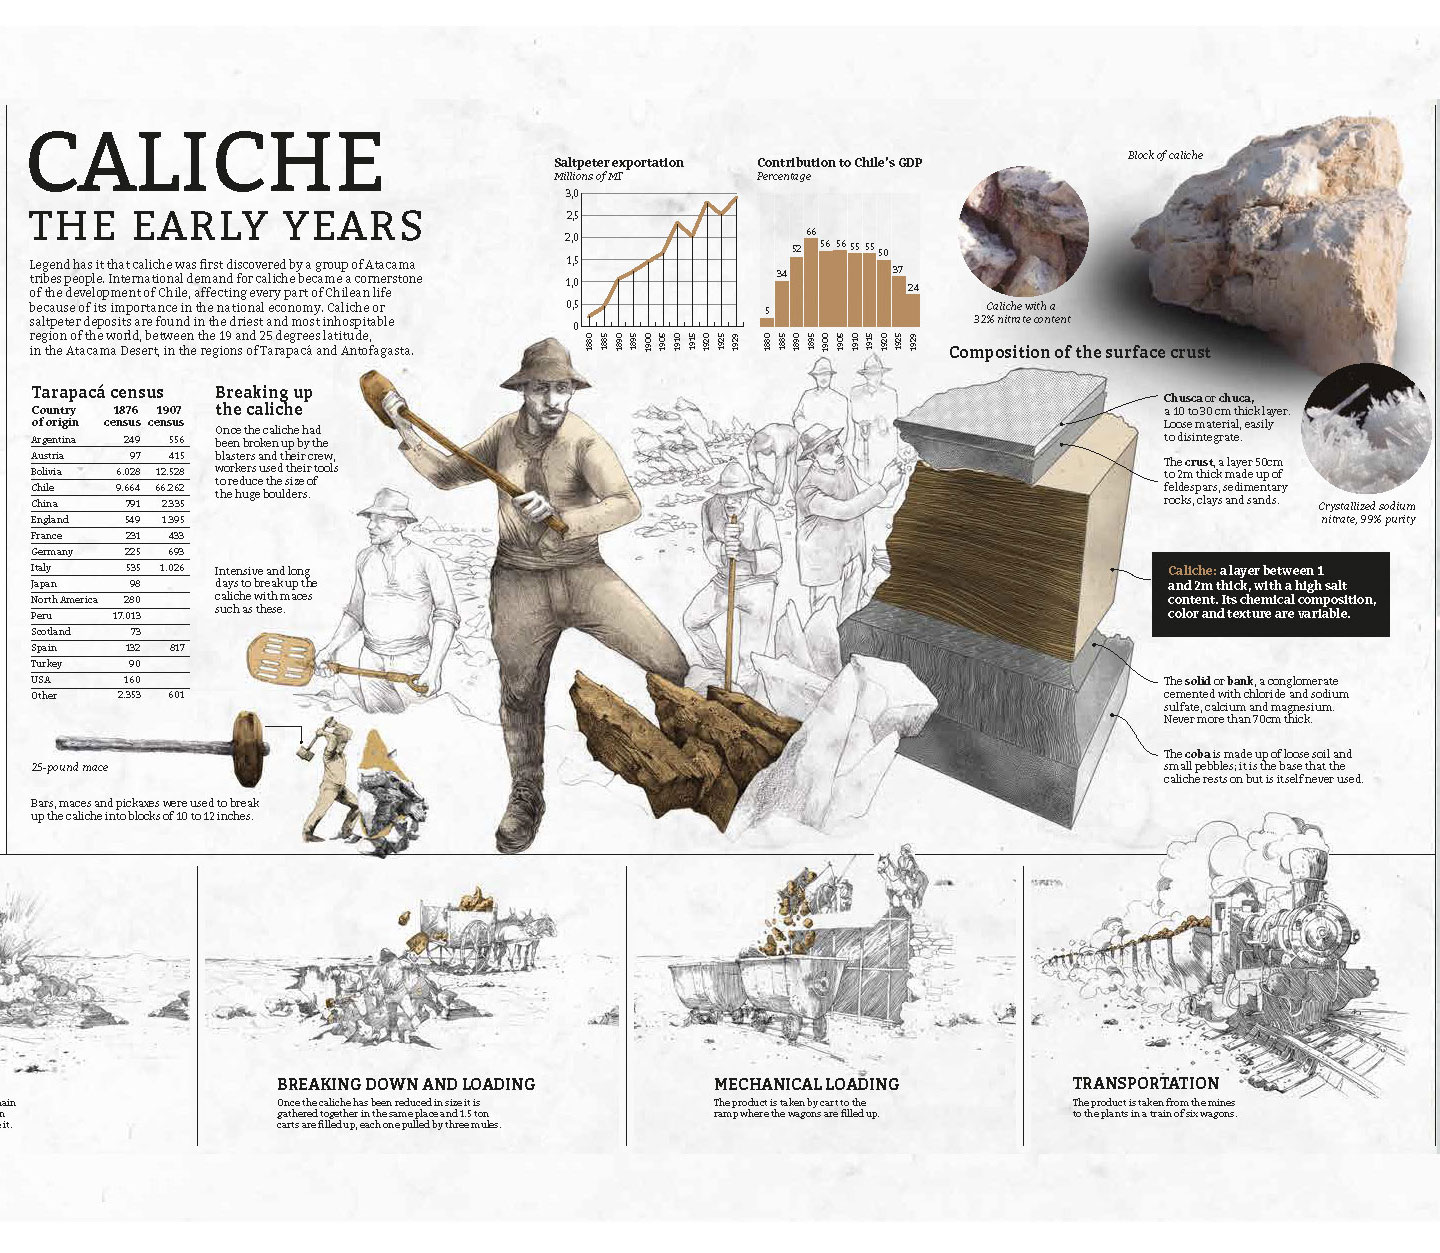 CALICHE
THE EARLY YEARS
Legend has it that caliche was first discovered by a group of Atacama
tribes people. International demand for caliche became a cornerstone
of the development of Chile, affecting every part of Chilean life
because of its importance in the national economy. Caliche or
saltpeter deposits are found in the driest and most inhospitable
region of the world, between the 19 and 25 degrees latitude,
in the Atacama Desert, in the regions of Tarapacá and Antofagasta.
Saltpeter exportation
Millions of MT
3,0
2,5
2,0
1,5
1,0
0,5
0
1880 1885 1890 1895 1900 1905 1910 1915 1920 1925 1929
Contribution to Chile's GDP
Percentage
5 34 52 66 56 56 55 55 50 37 24
1880 1885 1890 1895 1900 1905 1910 1915 1920 1925 1929
Caliche with a
32% nitrate content
Block of caliche
Tarapacá census
Country 1876 1907
of origin census census
Argentina 249 556
Austria 97 415
Bolivia 6.028 12.528
Chile 9.664 66.262
China 791 2.335
England 549 1.395
France 231 433
Germany 225 693
Italy 535 1.026
Japan 98
North America 280
Peru 17.013
Scotland 73
Spain 132 817
Turkey 90
USA 160
Other 2.353 601
Breaking up
the caliche
Once the caliche had
been broken up by the
blasters and their crew,
workers used their tools
to reduce the size of
the huge boulders.
Intensive and long
days to break up the
caliche with maces
such as these.
25-pound mace
Bars, maces and pickaxes were used to break
up the caliche into blocks of 10 to 12 inches.
Composition of the surface crust
Chusca or chuca,
a 10 to 30 cm thick layer.
Loose material, easily
to disintegrate.
The crust, a layer 50cm
to 2m thick made up of
feldespars, sedimentary
rocks, clays and sands.
Crystallized sodium
nitrate, 99% purity
Caliche: a layer between 1
and 2m thick, with a high salt
content. Its chemical composition,
color and texture are variable.
The solid or bank, a conglomerate
cemented with chloride and sodium
sulfate, calcium and magnesium.
Never more than 70cm thick.
The coba is made up of loose soil and
small pebbles; it is the base that the
caliche rests on but is itself never used.
ain
n
it.
BREAKING DOWN AND LOADING
Once the caliche has been reduced in size it is
gathered together in the same place and 1.5 ton
carts are filled up, each one pulled by three mules.
MECHANICAL LOADING
The product is taken by cart to the
ramp where the wagons are filled up.
TRANSPORTATION
The product is taken from the mines
to the plants in a train of six wagons.